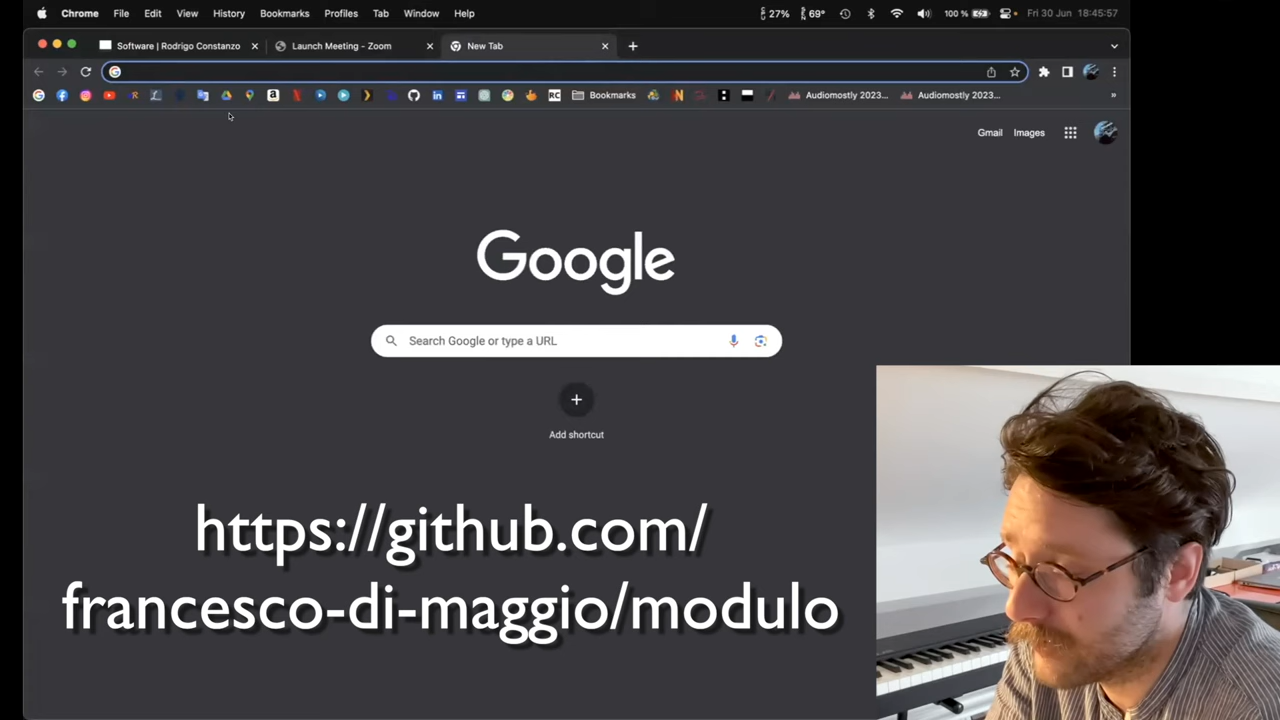 Chrome File Edit View History Bookmarks Profiles Tab Window Help 27% 69° 100 % Fri 30 Jun 18:45:57
Software | Rodrigo Constanzo Launch Meeting - Zoom New Tab
RC Bookmarks Audiomostly 2023... Audiomostly 2023... »
Gmail Images
Google
Search Google or type a URL
Add shortcut
https://github.com/
francesco-di-maggio/modulo